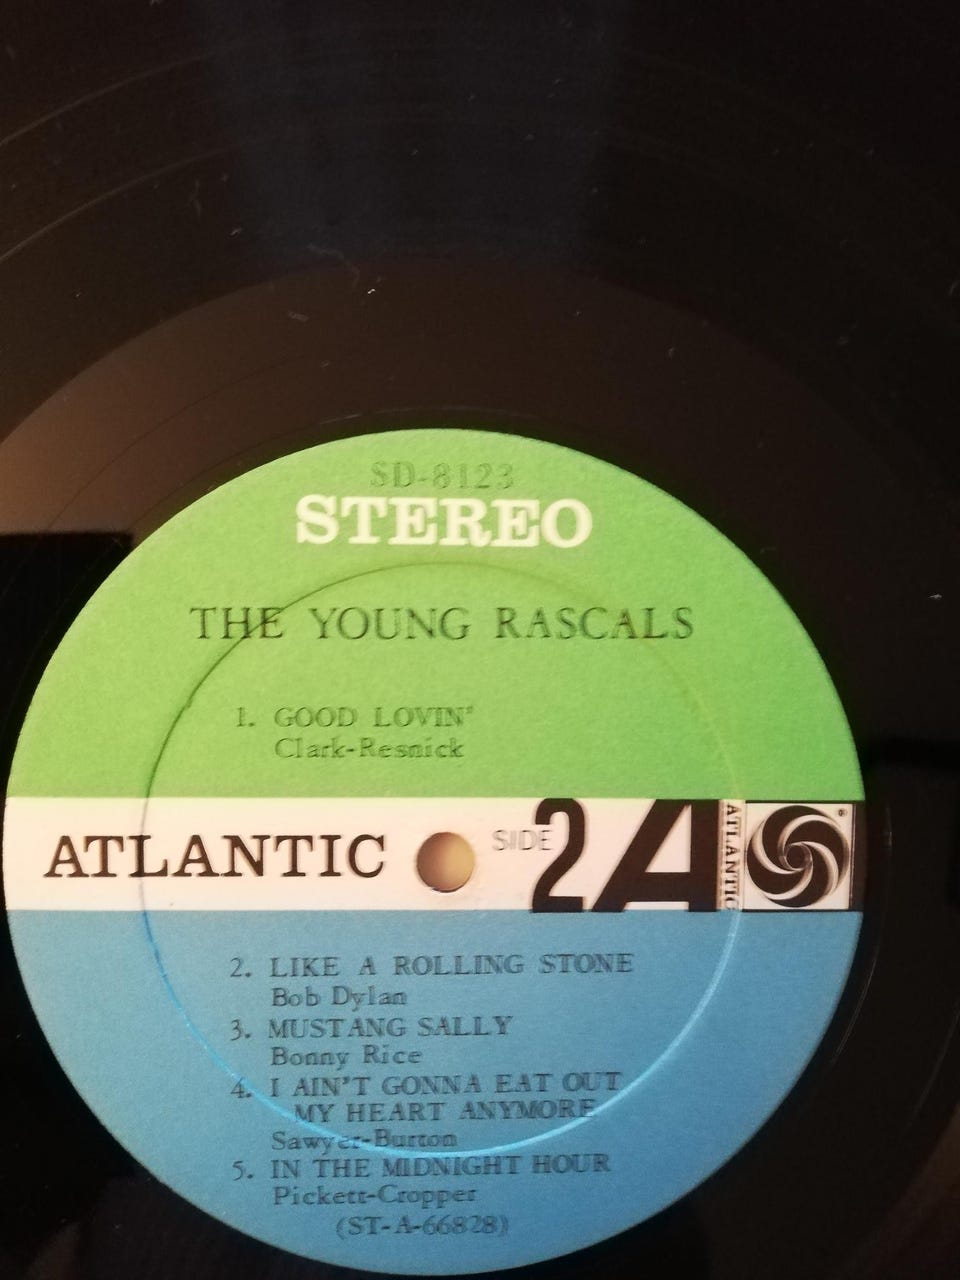 SD-8123
STEREO
THE YOUNG RASCALS
1. GOOD LOVIN'
Clark-Resnick
ATLANTIC SIDE 2 A ATLANTIC ®
2. LIKE A ROLLING STONE
Bob Dylan
3. MUSTANG SALLY
Bonny Rice
4. I AIN'T GONNA EAT OUT
MY HEART ANYMORE
Sawyer-Burton
5. IN THE MIDNIGHT HOUR
Pickett-Cropper
(ST-A-66828)